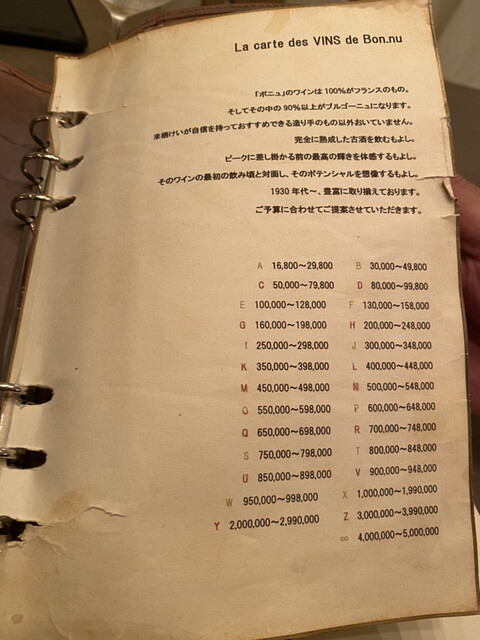 La carte des VINS de Bon.nu
「ボニュ」のワインは100%がフランスのもの。
そしてその中の90%以上がブルゴーニュになります。
来栖けいが自信を持っておすすめできる造り手のもの以外おいていません。
完全に熟成した古酒を飲むもよし。
ピークに差し掛かる前の最高の輝きを体感するもよし。
そのワインの最初の飲み頃と対面し、そのポテンシャルを想像するもよし。
1930年代〜、豊富に取り揃えております。
ご予算に合わせてご提案させていただきます。
A 16,800〜29,800 B 30,000〜49,800
C 50,000〜79,800 D 80,000〜99,800
E 100,000〜128,000 F 130,000〜158,000
G 160,000〜198,000 H 200,000〜248,000
I 250,000〜298,000 J 300,000〜348,000
K 350,000〜398,000 L 400,000〜448,000
M 450,000〜498,000 N 500,000〜548,000
O 550,000〜598,000 P 600,000〜648,000
Q 650,000〜698,000 R 700,000〜748,000
S 750,000〜798,000 T 800,000〜848,000
U 850,000〜898,000 V 900,000〜948,000
W 950,000〜998,000 X 1,000,000〜1,990,000
Y 2,000,000〜2,990,000 Z 3,000,000〜3,990,000
∞ 4,000,000〜5,000,000